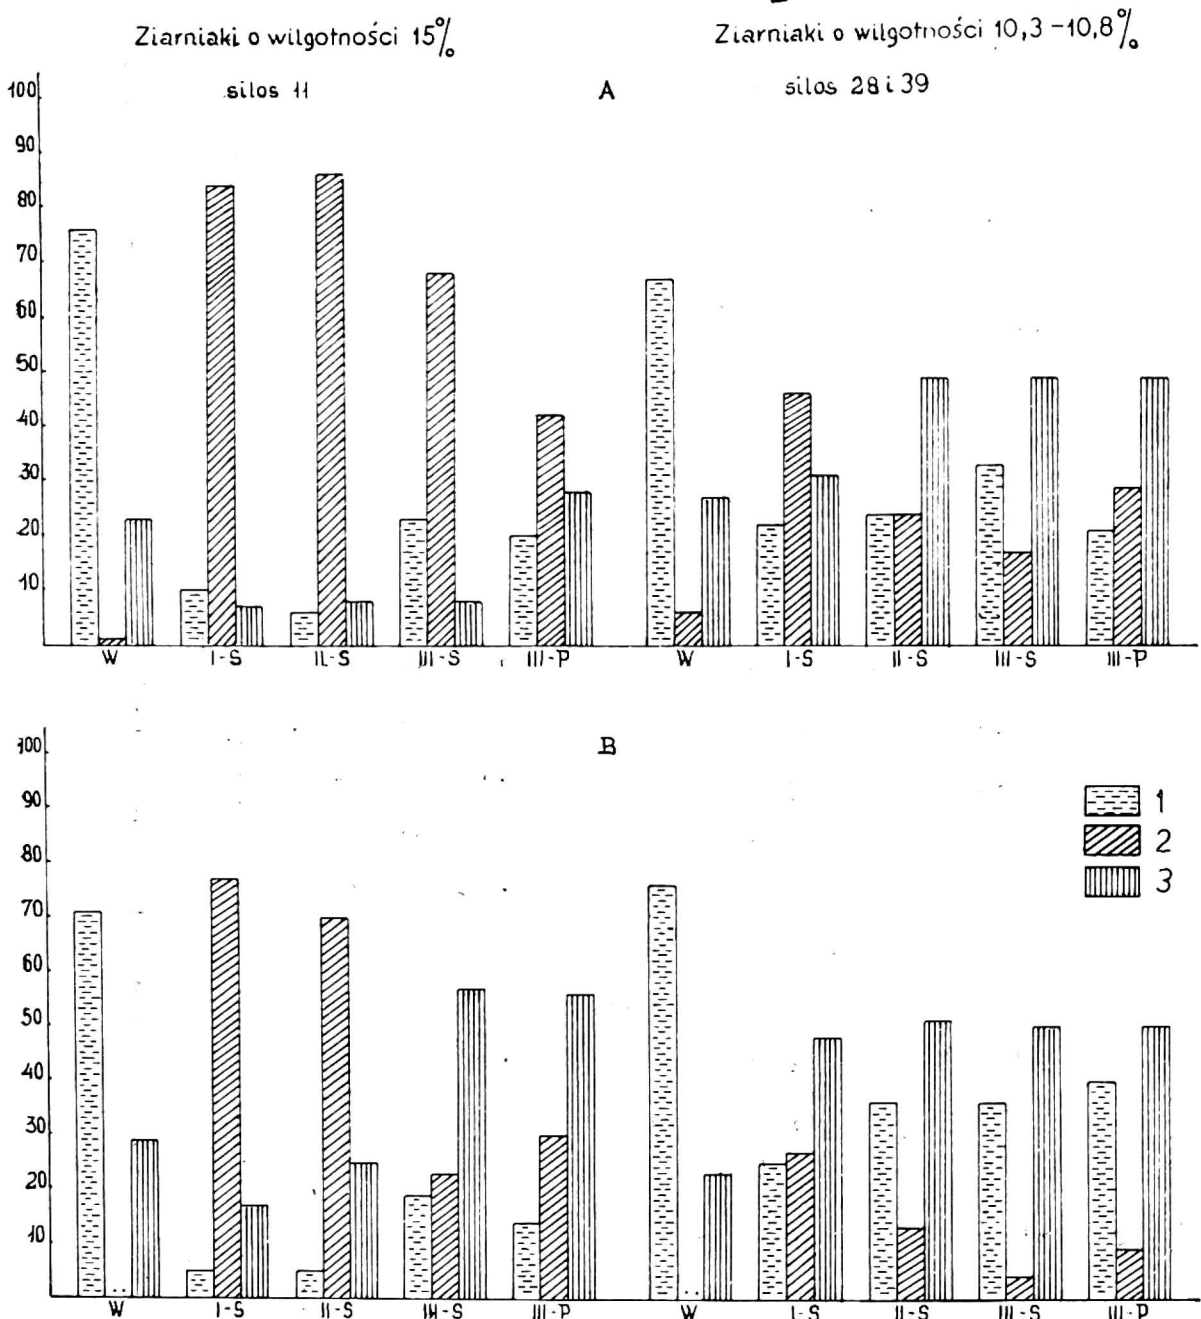 Ziarniaki o wilgotności 15%
Ziarniaki o wilgotności 10,3-10,8%
silos 11
A
silos 28 i 39
100
90
80
70
60
50
40
30
20
10
W
I-S
II-S
III-S
III-P
W
I-S
II-S
III-S
III-P
B
100
90
80
70
60
50
40
30
20
10
1
2
3
W
I-S
II-S
III-S
III-P
W
I-S
II-S
III-S
III-P